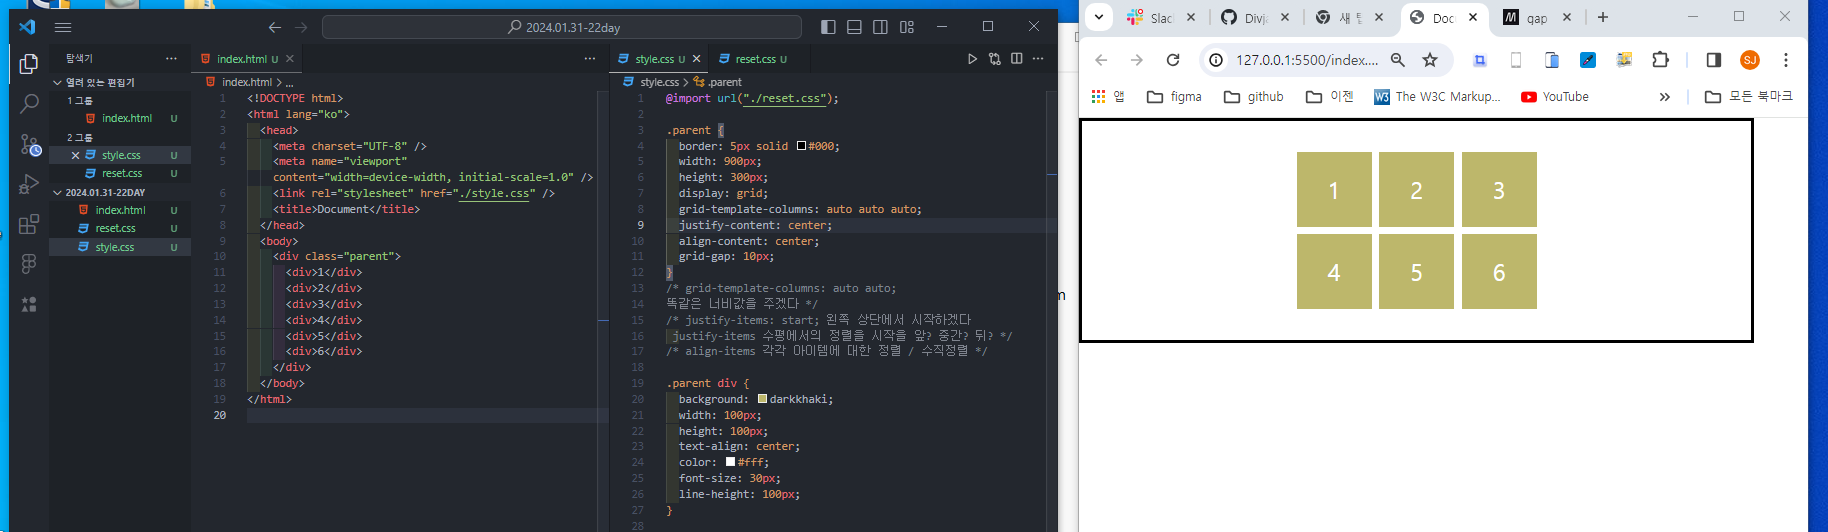 2024.01.31-22day
탐색기
열려 있는 편집기
1 그룹
index.html U
2 그룹
style.css U
reset.css U
2024.01.31-22DAY
index.html U
reset.css U
style.css U
index.html U
index.html > ...
1 <!DOCTYPE html>
2 <html lang="ko">
3 <head>
4 <meta charset="UTF-8" />
5 <meta name="viewport"
content="width=device-width, initial-scale=1.0" />
6 <link rel="stylesheet" href="./style.css" />
7 <title>Document</title>
8 </head>
9 <body>
10 <div class="parent">
11 <div>1</div>
12 <div>2</div>
13 <div>3</div>
14 <div>4</div>
15 <div>5</div>
16 <div>6</div>
17 </div>
18 </body>
19 </html>
20
style.css U
reset.css U
style.css > .parent
1 @import url("./reset.css");
2
3 .parent {
4 border: 5px solid #000;
5 width: 900px;
6 height: 300px;
7 display: grid;
8 grid-template-columns: auto auto auto;
9 justify-content: center;
10 align-content: center;
11 grid-gap: 10px;
12 }
13 /* grid-template-columns: auto auto;
14 똑같은 너비값을 주겠다 */
15 /* justify-items: start; 왼쪽 상단에서 시작하겠다
16 justify-items 수평에서의 정렬을 시작을 앞? 중간? 뒤? */
17 /* align-items 각각 아이템에 대한 정렬 / 수직정렬 */
18
19 .parent div {
20 background: darkkhaki;
21 width: 100px;
22 height: 100px;
23 text-align: center;
24 color: #fff;
25 font-size: 30px;
26 line-height: 100px;
27 }
28
Slac
Divja
새 탭
Doc
gap
127.0.0.1:5500/index....
SJ
앱
figma
github
이젠
W3
The W3C Markup...
YouTube
모든 북마크
1 2 3
4 5 6